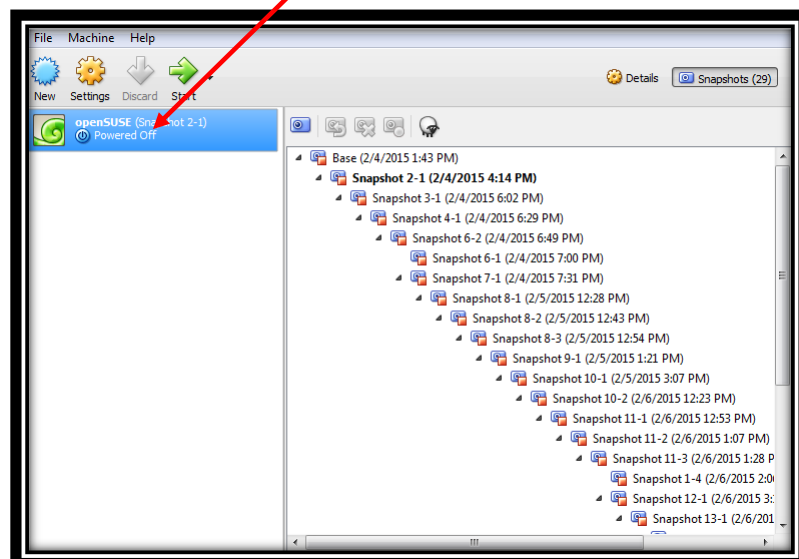 File Machine Help
New Settings Discard Start
Details Snapshots (29)
openSUSE (Snapshot 2-1)
Powered Off
Base (2/4/2015 1:43 PM)
Snapshot 2-1 (2/4/2015 4:14 PM)
Snapshot 3-1 (2/4/2015 6:02 PM)
Snapshot 4-1 (2/4/2015 6:29 PM)
Snapshot 6-2 (2/4/2015 6:49 PM)
Snapshot 6-1 (2/4/2015 7:00 PM)
Snapshot 7-1 (2/4/2015 7:31 PM)
Snapshot 8-1 (2/5/2015 12:28 PM)
Snapshot 8-2 (2/5/2015 12:43 PM)
Snapshot 8-3 (2/5/2015 12:54 PM)
Snapshot 9-1 (2/5/2015 1:21 PM)
Snapshot 10-1 (2/5/2015 3:07 PM)
Snapshot 10-2 (2/6/2015 12:23 PM)
Snapshot 11-1 (2/6/2015 12:53 PM)
Snapshot 11-2 (2/6/2015 1:07 PM)
Snapshot 11-3 (2/6/2015 1:28 P
Snapshot 1-4 (2/6/2015 2:0
Snapshot 12-1 (2/6/2015 3:
Snapshot 13-1 (2/6/201